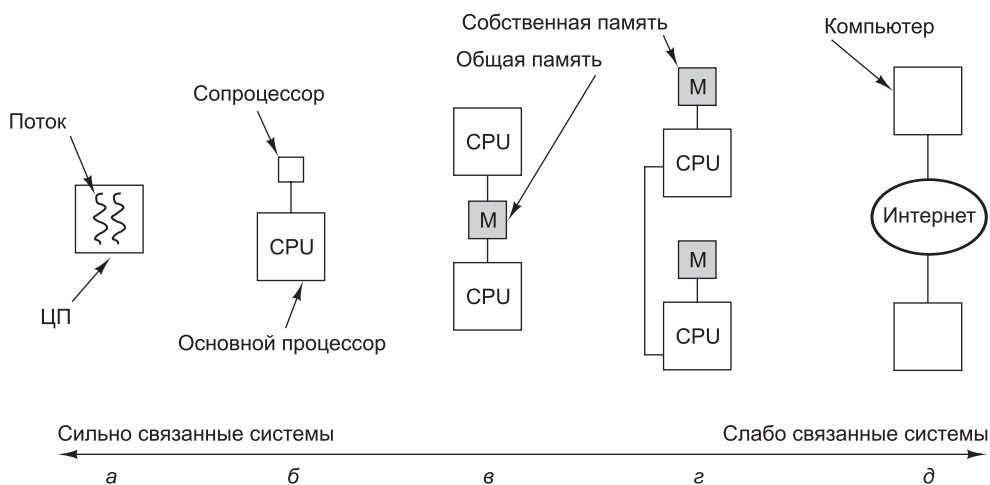 Собственная память
Общая память
Компьютер
Сопроцессор
Поток
M
CPU
CPU
M
Интернет
CPU
M
CPU
CPU
ЦП
Основной процессор
Сильно связанные системы
Слабо связанные системы
а
б
в
г
д